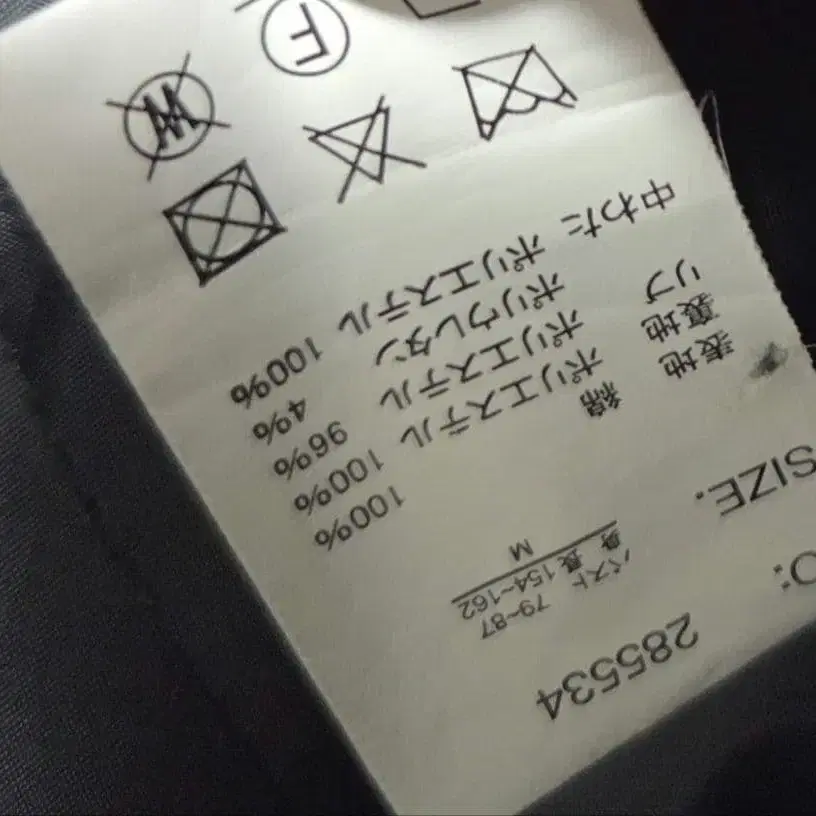 O: 285534
SIZE.
バスト 79~87
身長 154~162
M
表地 綿 100%
裏地 ポリエステル 100%
リブ ポリエステル 96%
ポリウレタン 4%
中わた ポリエステル 100%
W
F